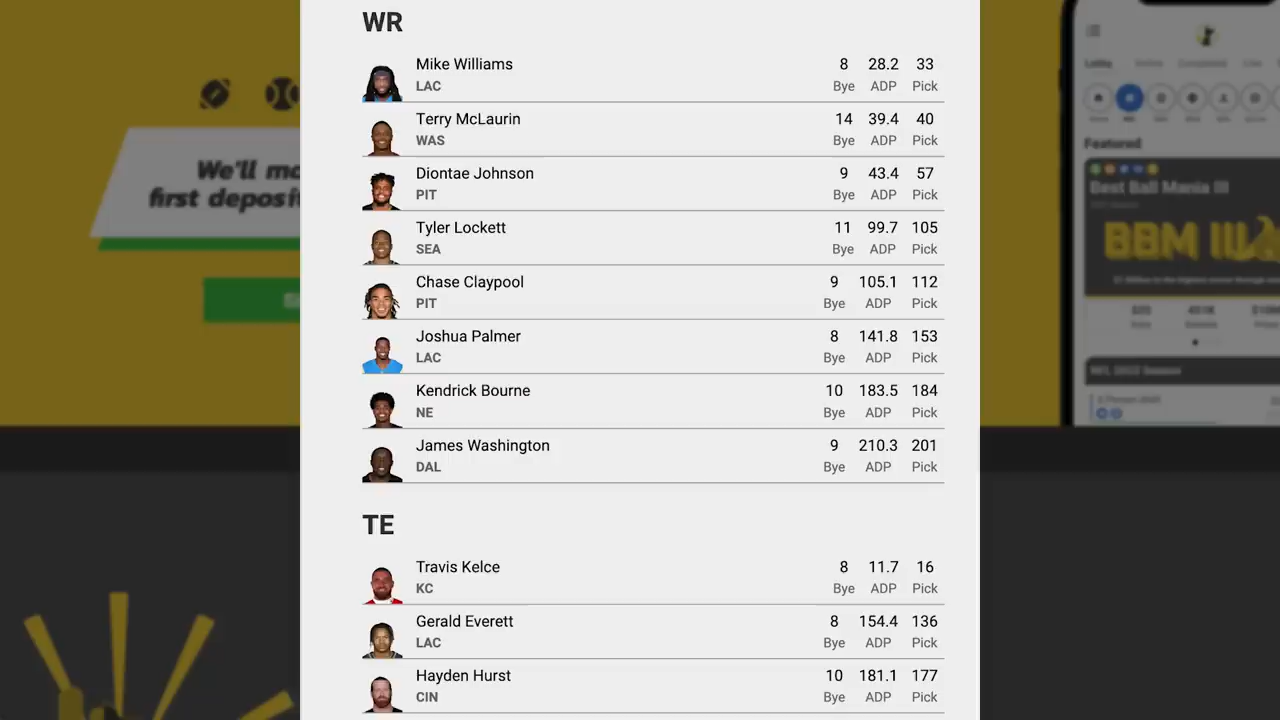 WR
Mike Williams 8 28.2 33
LAC Bye ADP Pick
Terry McLaurin 14 39.4 40
WAS Bye ADP Pick
Diontae Johnson 9 43.4 57
PIT Bye ADP Pick
Tyler Lockett 11 99.7 105
SEA Bye ADP Pick
Chase Claypool 9 105.1 112
PIT Bye ADP Pick
Joshua Palmer 8 141.8 153
LAC Bye ADP Pick
Kendrick Bourne 10 183.5 184
NE Bye ADP Pick
James Washington 9 210.3 201
DAL Bye ADP Pick
TE
Travis Kelce 8 11.7 16
KC Bye ADP Pick
Gerald Everett 8 154.4 136
LAC Bye ADP Pick
Hayden Hurst 10 181.1 177
CIN Bye ADP Pick
We'll
first
Lobby
Featured
Best Ball Mania III
BBM III
NFL 2022 Season